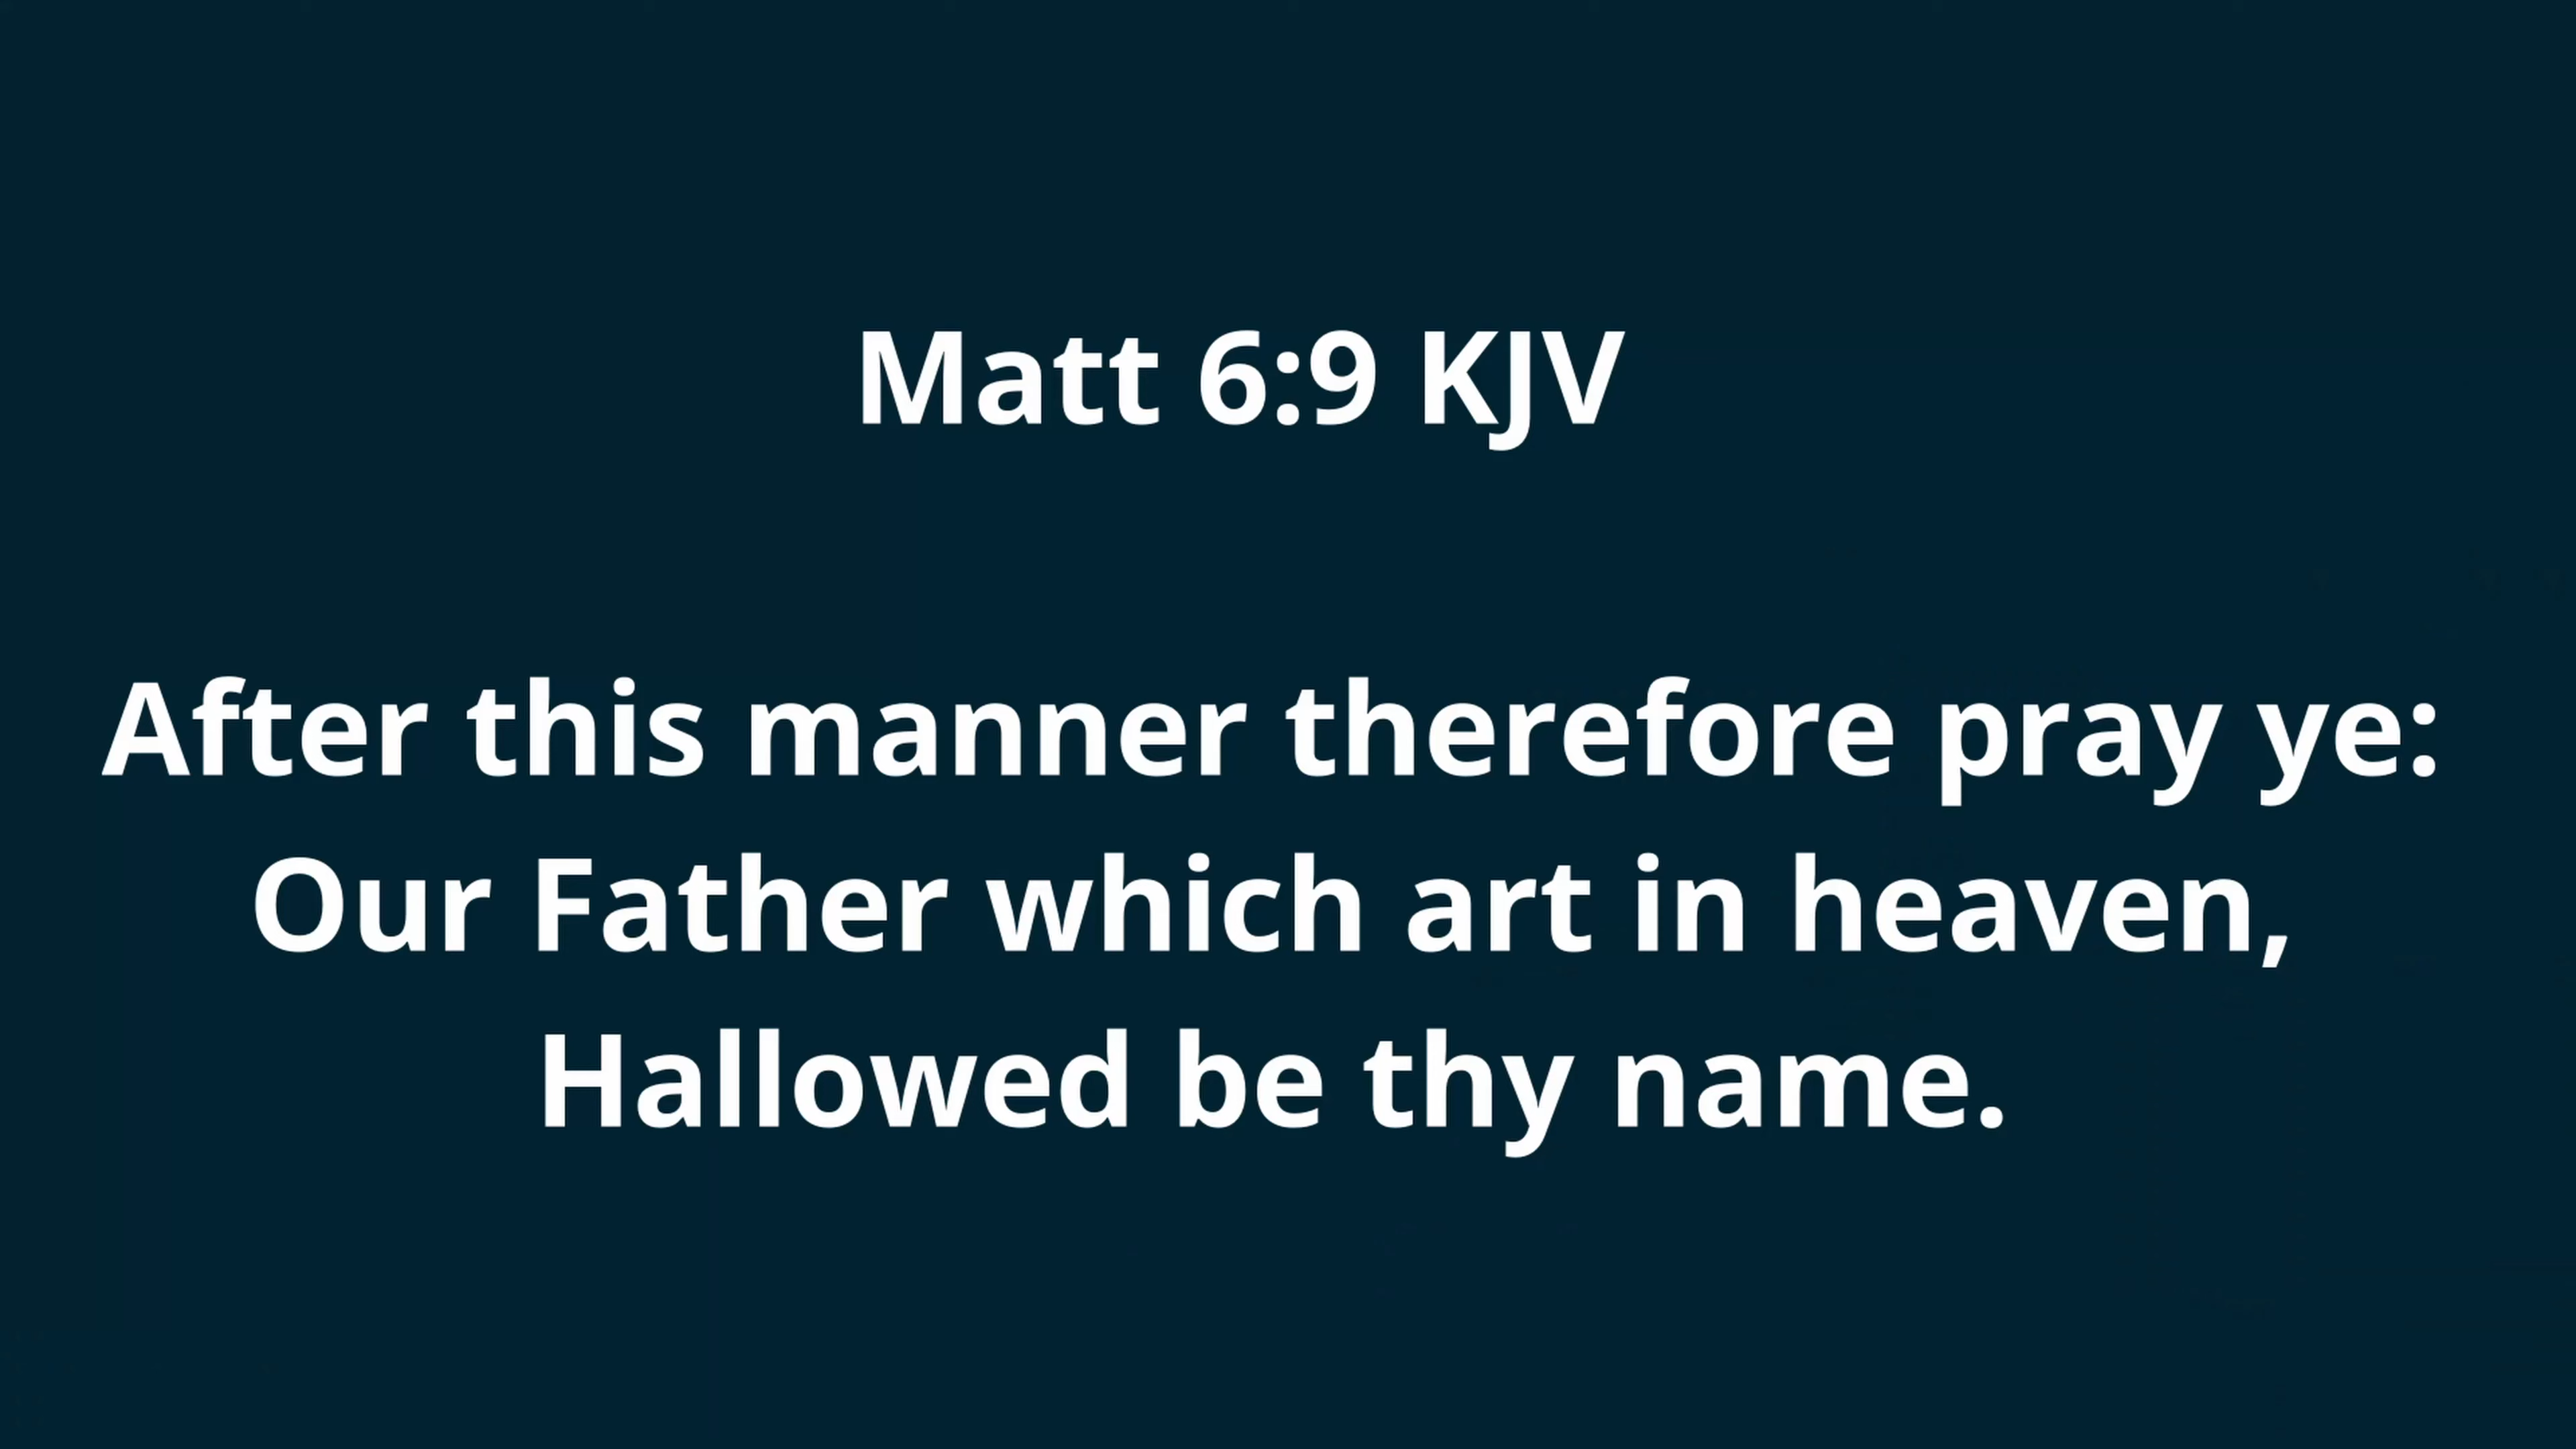 Matt 6:9 KJV
After this manner therefore pray ye:
Our Father which art in heaven,
Hallowed be thy name.